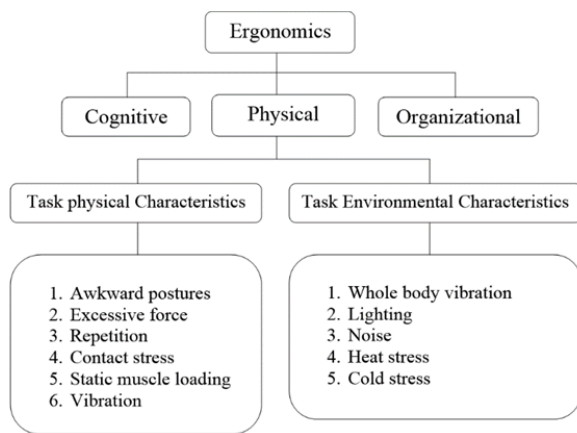 Ergonomics
Cognitive
Physical
Organizational
Task physical Characteristics
Task Environmental Characteristics
1. Awkward postures
2. Excessive force
3. Repetition
4. Contact stress
5. Static muscle loading
6. Vibration
1. Whole body vibration
2. Lighting
3. Noise
4. Heat stress
5. Cold stress